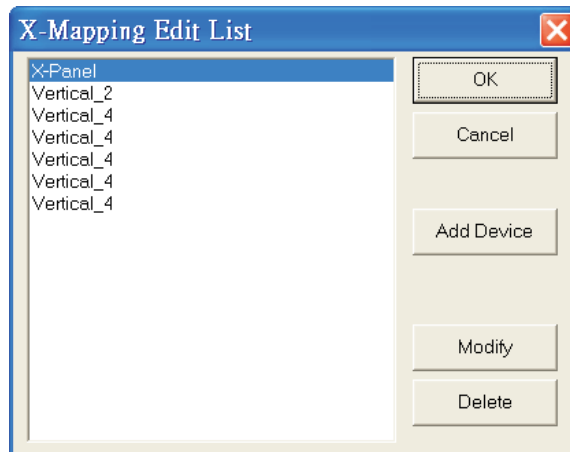 X-Mapping Edit List
X-Panel
Vertical_2
Vertical_4
Vertical_4
Vertical_4
Vertical_4
Vertical_4
OK
Cancel
Add Device
Modify
Delete